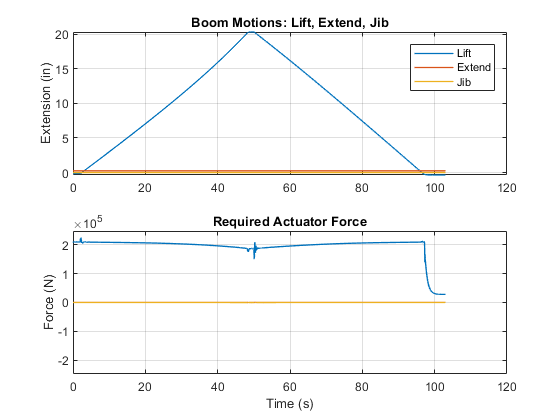 Boom Motions: Lift, Extend, Jib
20
15
10
5
0
Extension (in)
Lift
Extend
Jib
0 20 40 60 80 100 120
Required Actuator Force
×10^5
2
1
0
-1
-2
Force (N)
0 20 40 60 80 100 120
Time (s)